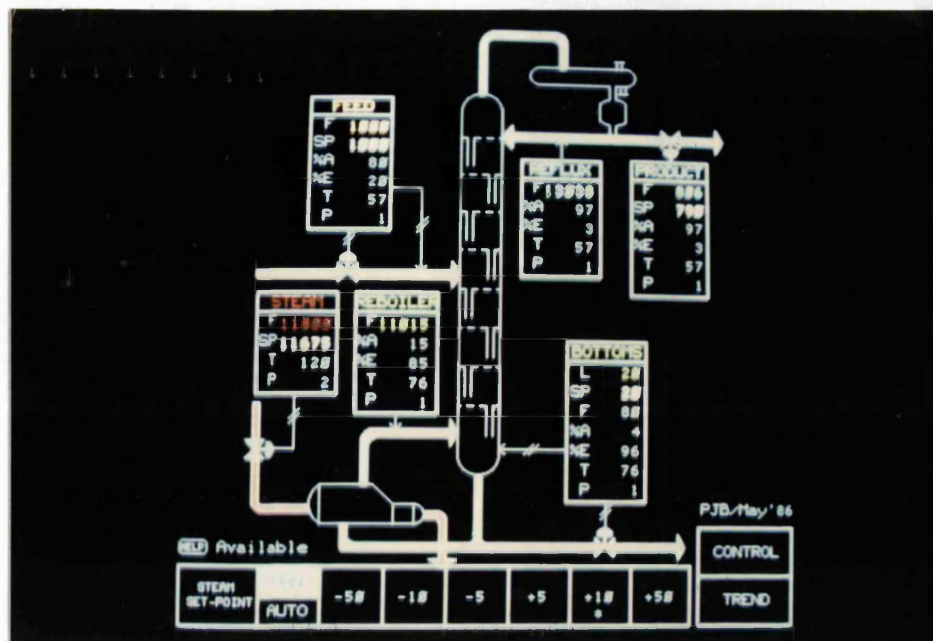 FEED
F 1000
SP 1000
%A 80
%E 20
T 57
P 1
REFLUX
F
%A 97
%E 3
T 57
P 1
PRODUCT
F 806
SP 790
%A 97
%E 3
T 57
P 1
STEAM
F
SP 11675
T 120
P 2
REBOILER
F 11015
%A 15
%E 85
T 76
P 1
BOTTOMS
L 20
SP 20
F 80
%A 4
%E 96
T 76
P 1
PJB/May'86
HELP Available
STEAM
SET-POINT
AUTO
-50
-10
-5
+5
+10
*
+50
CONTROL
TREND